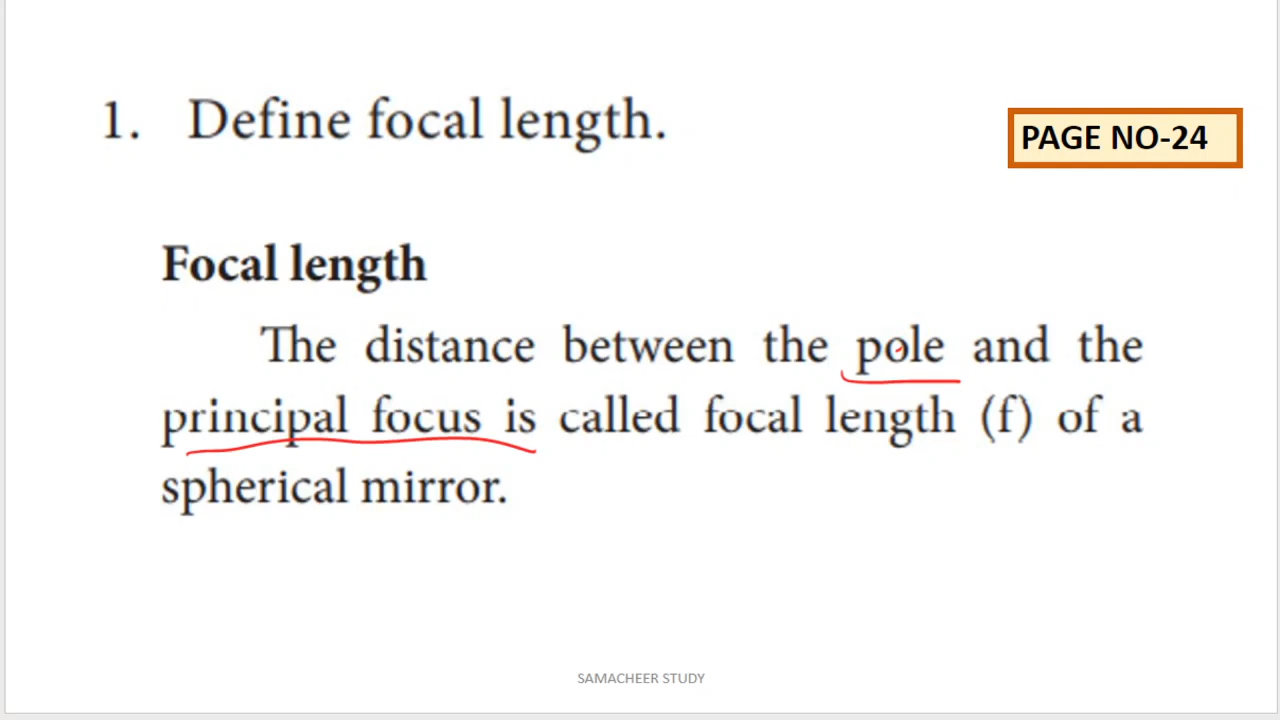 1. Define focal length.
PAGE NO-24
Focal length
The distance between the pole and the
principal focus is called focal length (f) of a
spherical mirror.
SAMACHEER STUDY